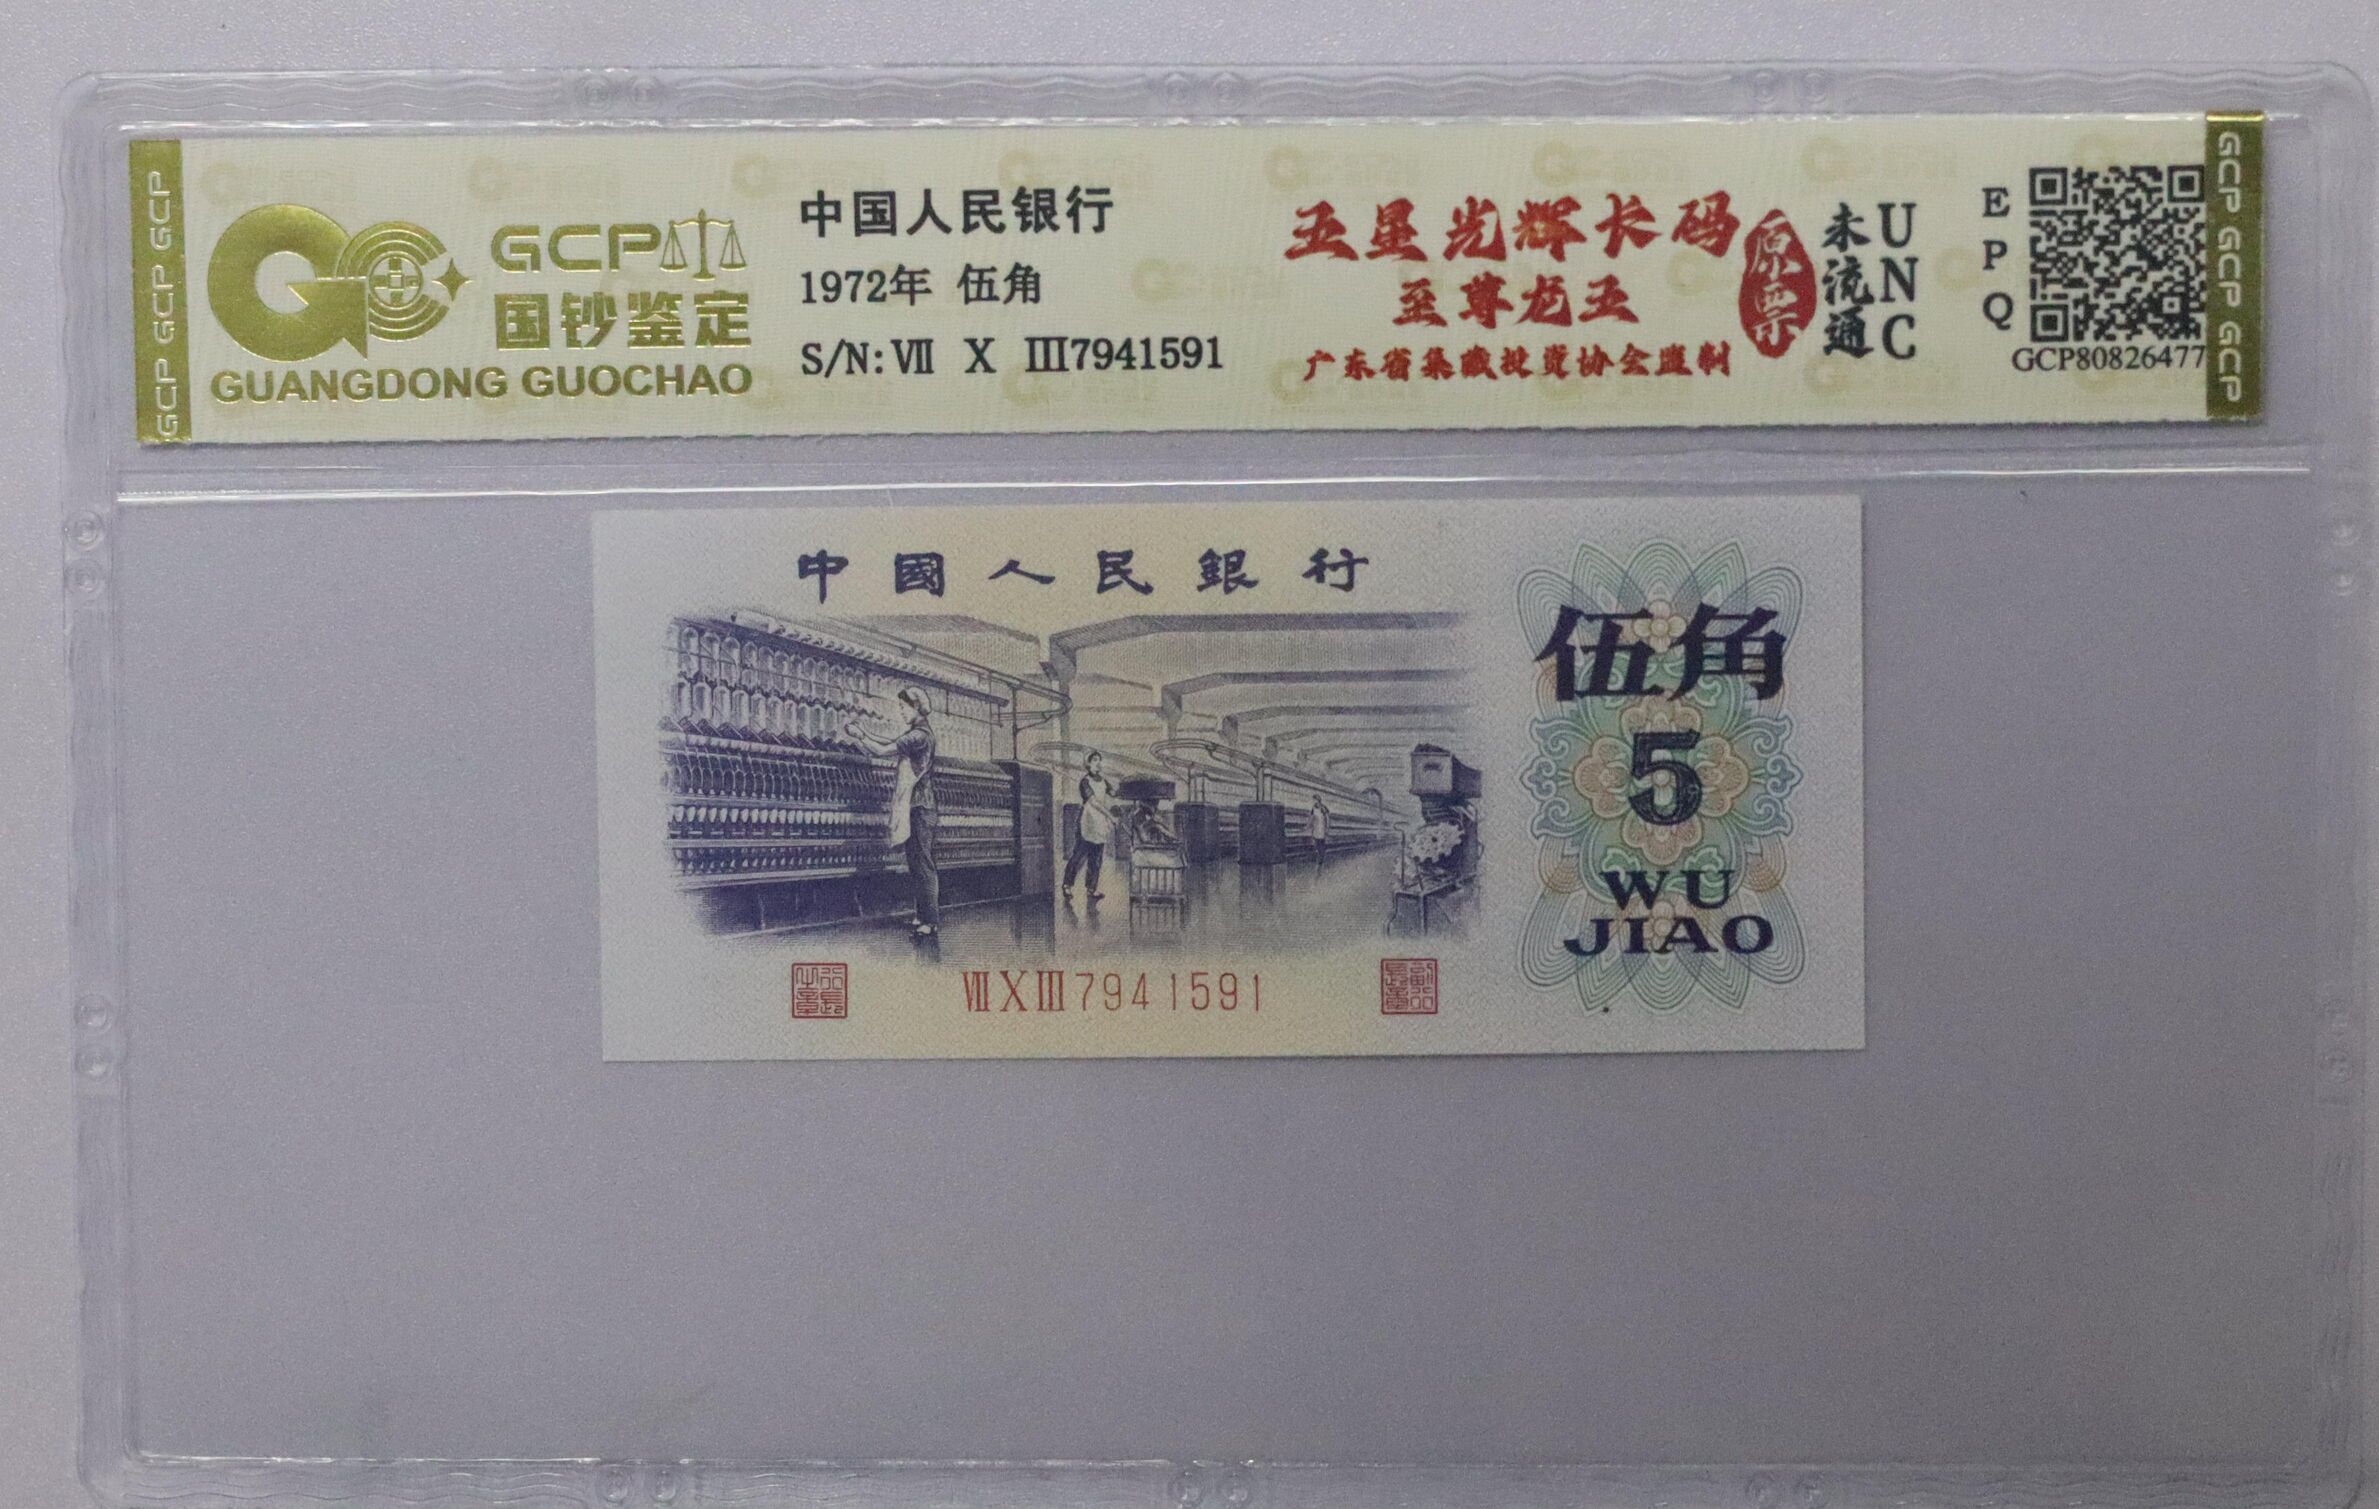 GCP GCP GCP
GCP
国钞鉴定
GUANGDONG GUOCHAO
中国人民银行
1972年 伍角
S/N: Ⅶ X Ⅲ7941591
五星光辉长码
至尊龙王
广东省集藏投资协会监制
原票
未流通
UNC
EPQ
GCP80826477
GCP GCP GCP
中國人民銀行
伍角
5
WU
JIAO
ⅦⅩⅢ7941591